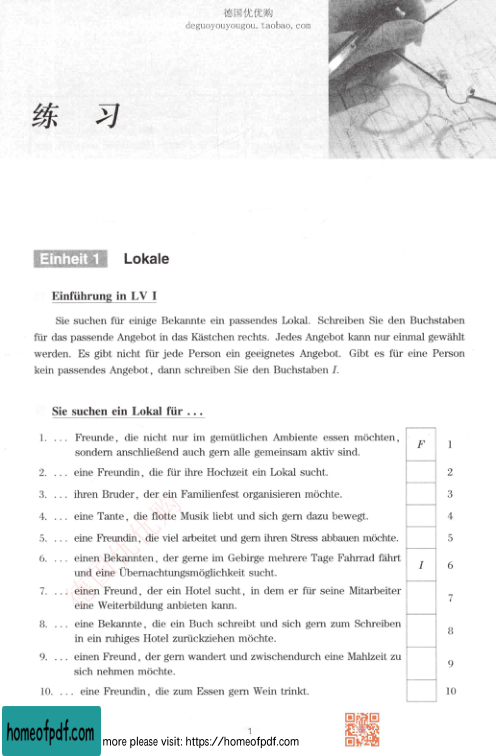 德国优优购
deguoyouyougou.taobao.com
练 习
Einheit 1 Lokale
Einführung in LV I
Sie suchen für einige Bekannte ein passendes Lokal. Schreiben Sie den Buchstaben
für das passende Angebot in das Kästchen rechts. Jedes Angebot kann nur einmal gewählt
werden. Es gibt nicht für jede Person ein geeignetes Angebot. Gibt es für eine Person
kein passendes Angebot, dann schreiben Sie den Buchstaben I.
Sie suchen ein Lokal für ...
1. ... Freunde, die nicht nur im gemütlichen Ambiente essen möchten, F 1
sondern anschließend auch gern alle gemeinsam aktiv sind.
2. ... eine Freundin, die für ihre Hochzeit ein Lokal sucht. 2
3. ... ihren Bruder, der ein Familienfest organisieren möchte. 3
4. ... eine Tante, die flotte Musik liebt und sich gern dazu bewegt. 4
5. ... eine Freundin, die viel arbeitet und gern ihren Stress abbauen möchte. 5
6. ... einen Bekannten, der gerne im Gebirge mehrere Tage Fahrrad fährt I 6
und eine Übernachtungsmöglichkeit sucht.
7. ... einen Freund, der ein Hotel sucht, in dem er für seine Mitarbeiter 7
eine Weiterbildung anbieten kann.
8. ... eine Bekannte, die ein Buch schreibt und sich gern zum Schreiben 8
in ein ruhiges Hotel zurückziehen möchte.
9. ... einen Freund, der gern wandert und zwischendurch eine Mahlzeit zu 9
sich nehmen möchte.
10. ... eine Freundin, die zum Essen gern Wein trinkt. 10
1
homeofpdf.com
more please visit: https://homeofpdf.com